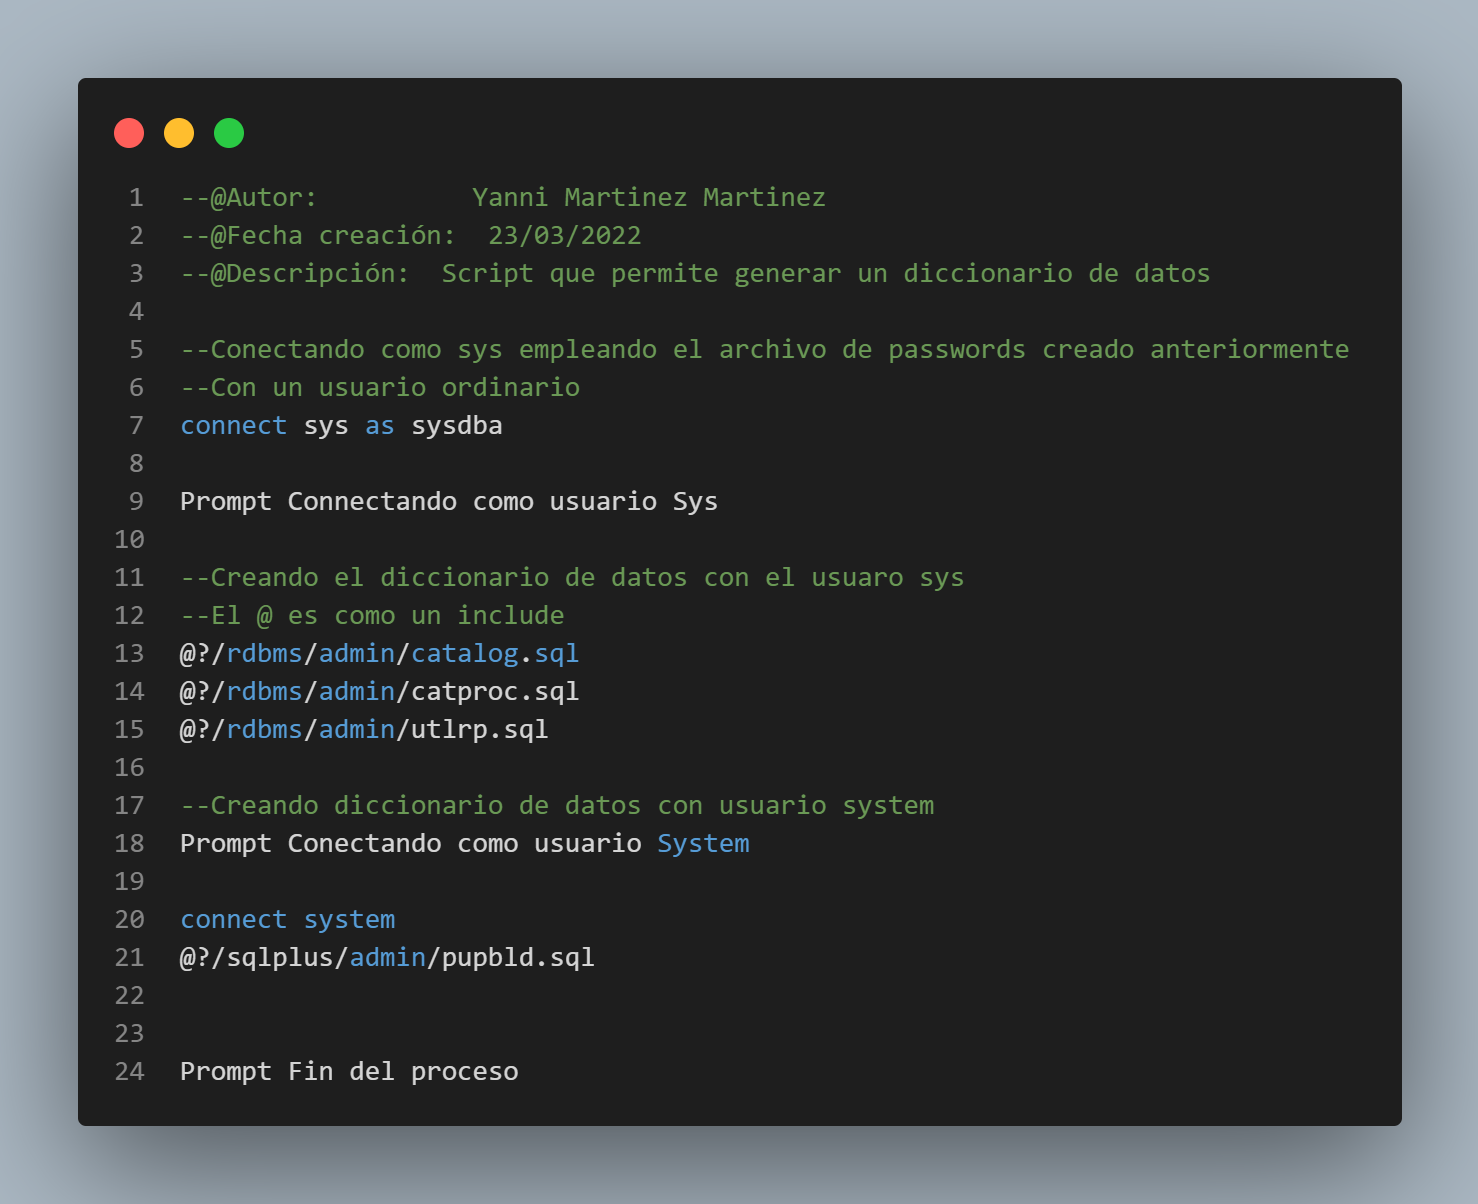 1 --@Autor:          Yanni Martinez Martinez
2 --@Fecha creación:  23/03/2022
3 --@Descripción:  Script que permite generar un diccionario de datos
4
5 --Conectando como sys empleando el archivo de passwords creado anteriormente
6 --Con un usuario ordinario
7 connect sys as sysdba
8
9 Prompt Connectando como usuario Sys
10
11 --Creando el diccionario de datos con el usuaro sys
12 --El @ es como un include
13 @?/rdbms/admin/catalog.sql
14 @?/rdbms/admin/catproc.sql
15 @?/rdbms/admin/utlrp.sql
16
17 --Creando diccionario de datos con usuario system
18 Prompt Conectando como usuario System
19
20 connect system
21 @?/sqlplus/admin/pupbld.sql
22
23
24 Prompt Fin del proceso